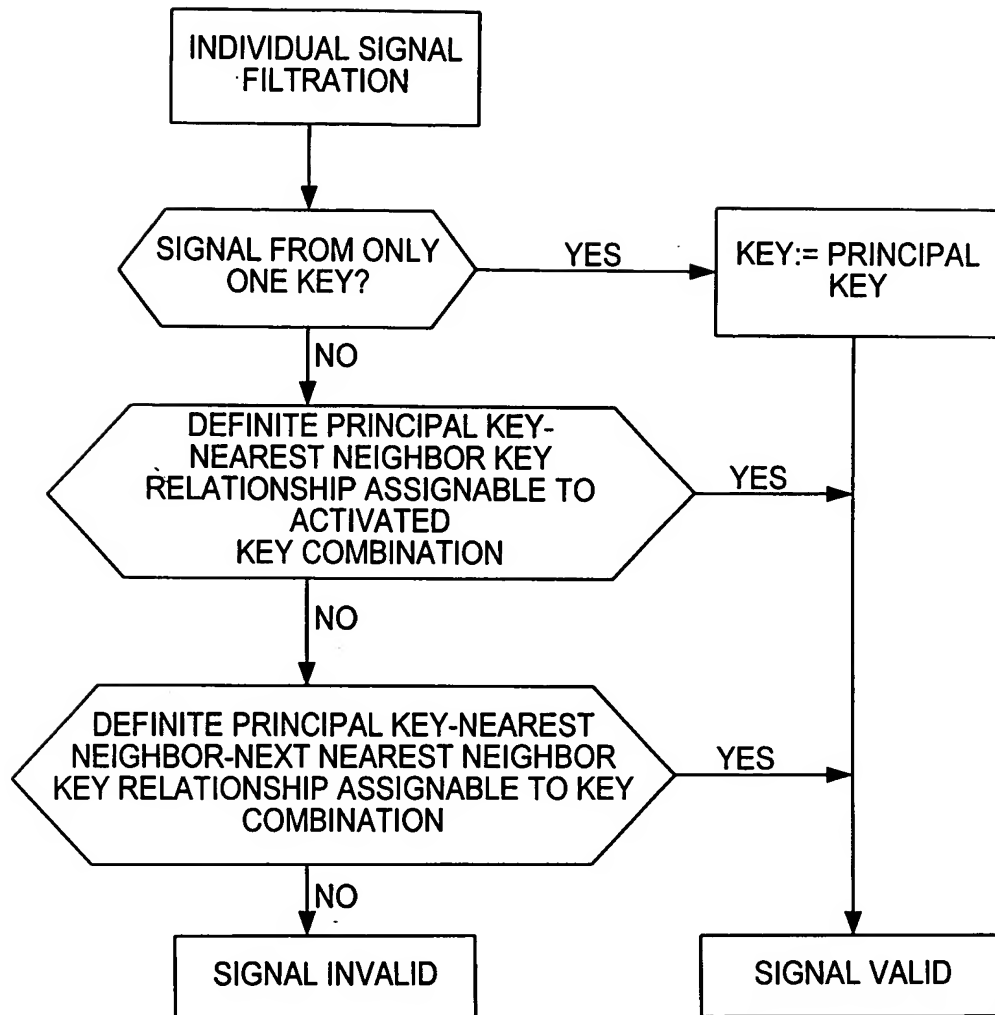 INDIVIDUAL SIGNAL
FILTRATION
SIGNAL FROM ONLY
ONE KEY?
YES
KEY:= PRINCIPAL
KEY
NO
DEFINITE PRINCIPAL KEY-
NEAREST NEIGHBOR KEY
RELATIONSHIP ASSIGNABLE TO
ACTIVATED
KEY COMBINATION
YES
NO
DEFINITE PRINCIPAL KEY-NEAREST
NEIGHBOR-NEXT NEAREST NEIGHBOR
KEY RELATIONSHIP ASSIGNABLE TO KEY
COMBINATION
YES
NO
SIGNAL INVALID
SIGNAL VALID